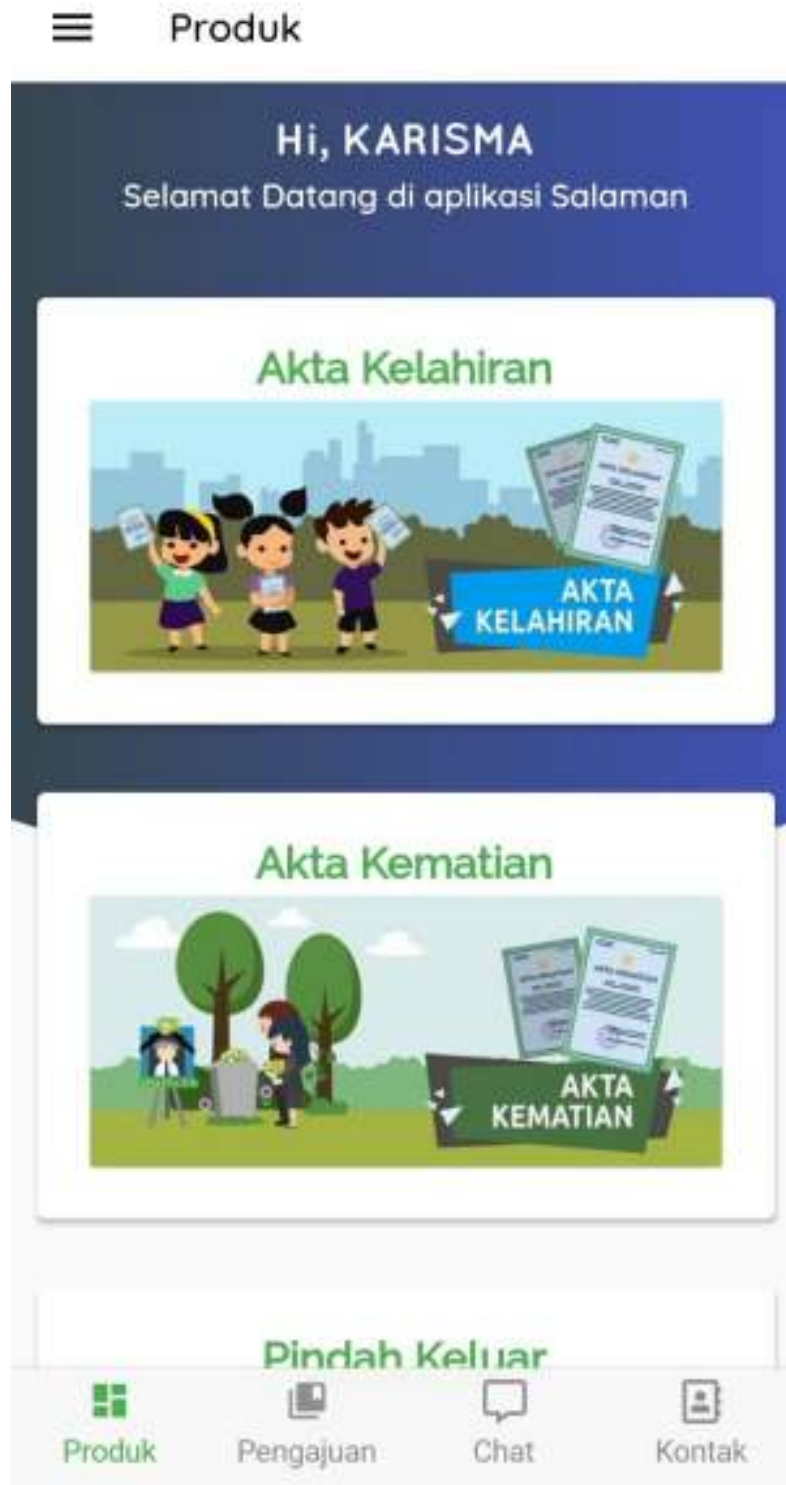 Produk
Hi, KARISMA
Selamat Datang di aplikasi Salaman
Akta Kelahiran
AKTA
KELAHIRAN
Akta Kematian
AKTA
KEMATIAN
Pindah Keluar
Produk
Pengajuan
Chat
Kontak